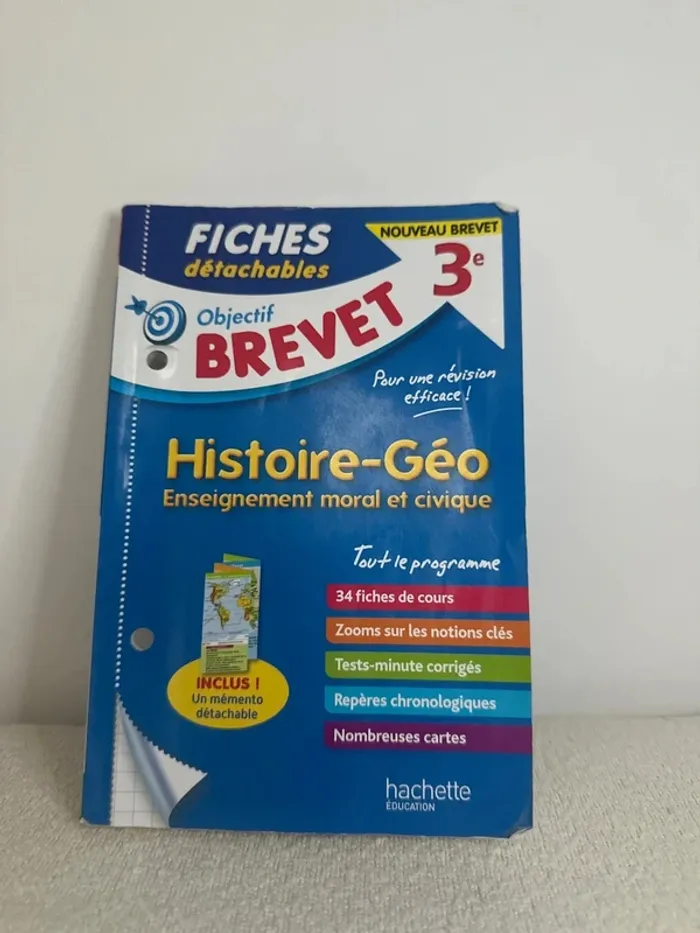 FICHES
détachables
NOUVEAU BREVET
3e
Objectif
BREVET
Pour une révision
efficace !
Histoire-Géo
Enseignement moral et civique
Tout le programme
34 fiches de cours
Zooms sur les notions clés
Tests-minute corrigés
Repères chronologiques
Nombreuses cartes
INCLUS !
Un mémento
détachable
hachette
ÉDUCATION